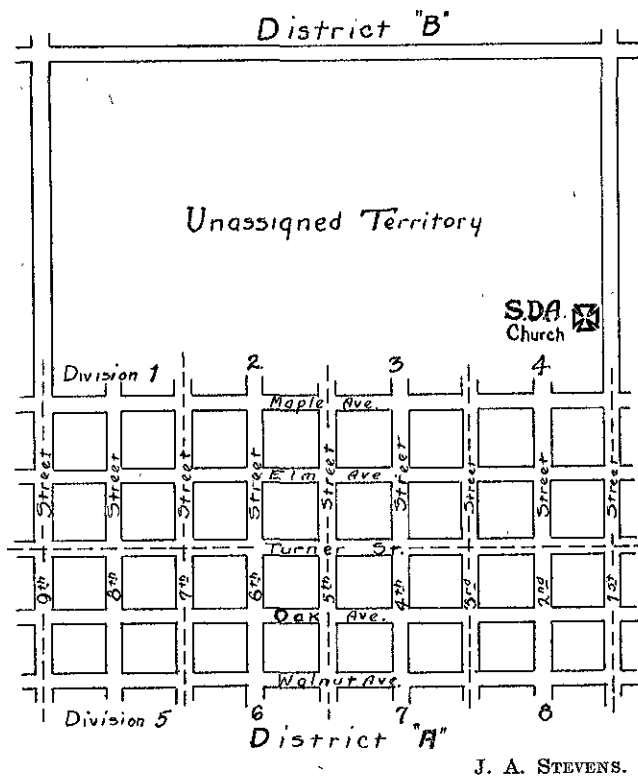 District "B"
Unassigned Territory
S.D.A.
Church
Division 1 2 3 4
Maple Ave.
Street Street Street Street Street Street Street Street Street
Elm Ave
Turner St.
9th 8th 7th 6th 5th 4th 3rd 2nd 1st
Oak Ave.
Walnut Ave.
Division 5 6 7 8
District "A"
J. A. STEVENS.